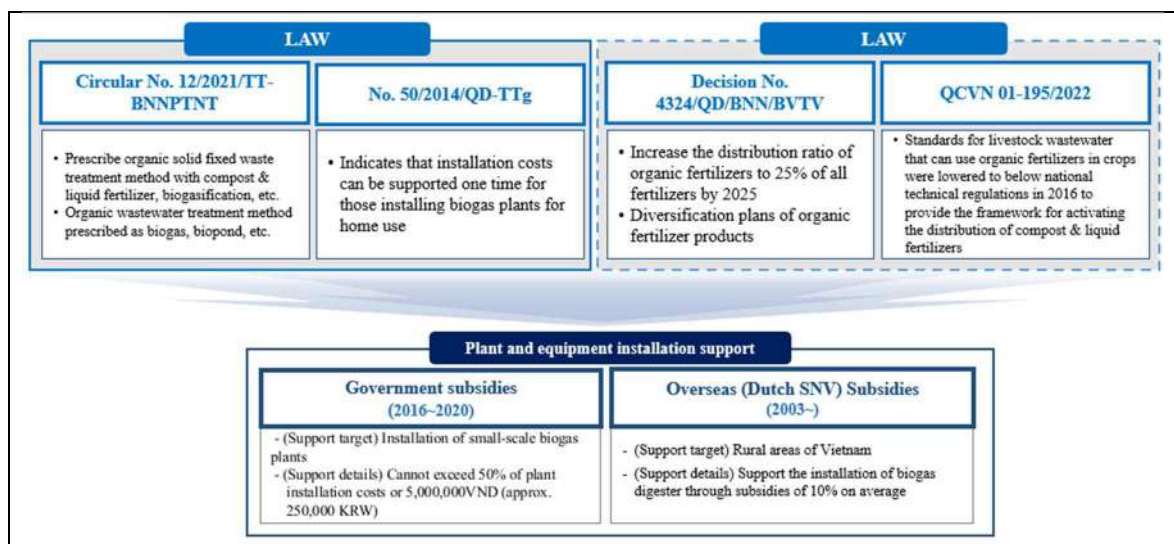 LAW
Circular No. 12/2021/TT-
BNNPTNT
No. 50/2014/QD-TTg
• Prescribe organic solid fixed waste
treatment method with compost &
liquid fertilizer, biogasification, etc.
• Organic wastewater treatment method
prescribed as biogas, biopond, etc.
• Indicates that installation costs
can be supported one time for
those installing biogas plants for
home use
LAW
Decision No.
4324/QD/BNN/BVTV
QCVN 01-195/2022
• Increase the distribution ratio of
organic fertilizers to 25% of all
fertilizers by 2025
• Diversification plans of organic
fertilizer products
• Standards for livestock wastewater
that can use organic fertilizers in crops
were lowered to below national
technical regulations in 2016 to
provide the framework for activating
the distribution of compost & liquid
fertilizers
Plant and equipment installation support
Government subsidies
(2016~2020)
- (Support target) Installation of small-scale biogas
plants
- (Support details) Cannot exceed 50% of plant
installation costs or 5,000,000VND (approx.
250,000 KRW)
Overseas (Dutch SNV) Subsidies
(2003~)
- (Support target) Rural areas of Vietnam
- (Support details) Support the installation of biogas
digester through subsidies of 10% on average